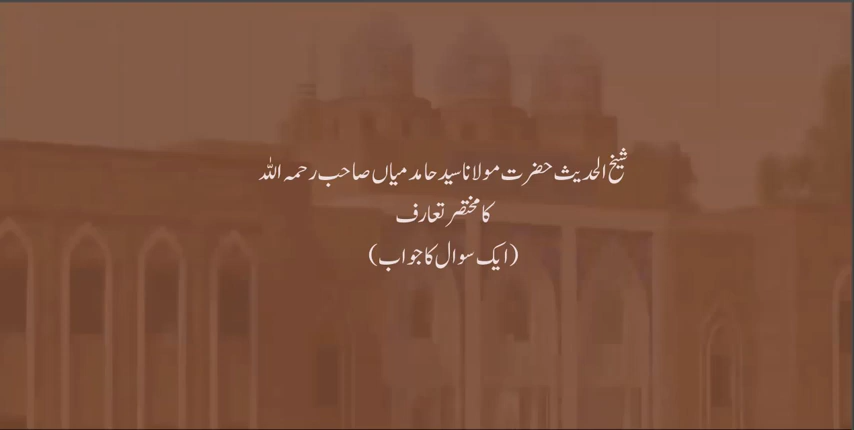 شیخ الحدیث حضرت مولانا سید حامد میاں صاحب رحمہ اللہ
کا مختصر تعارف
(ایک سوال کا جواب)